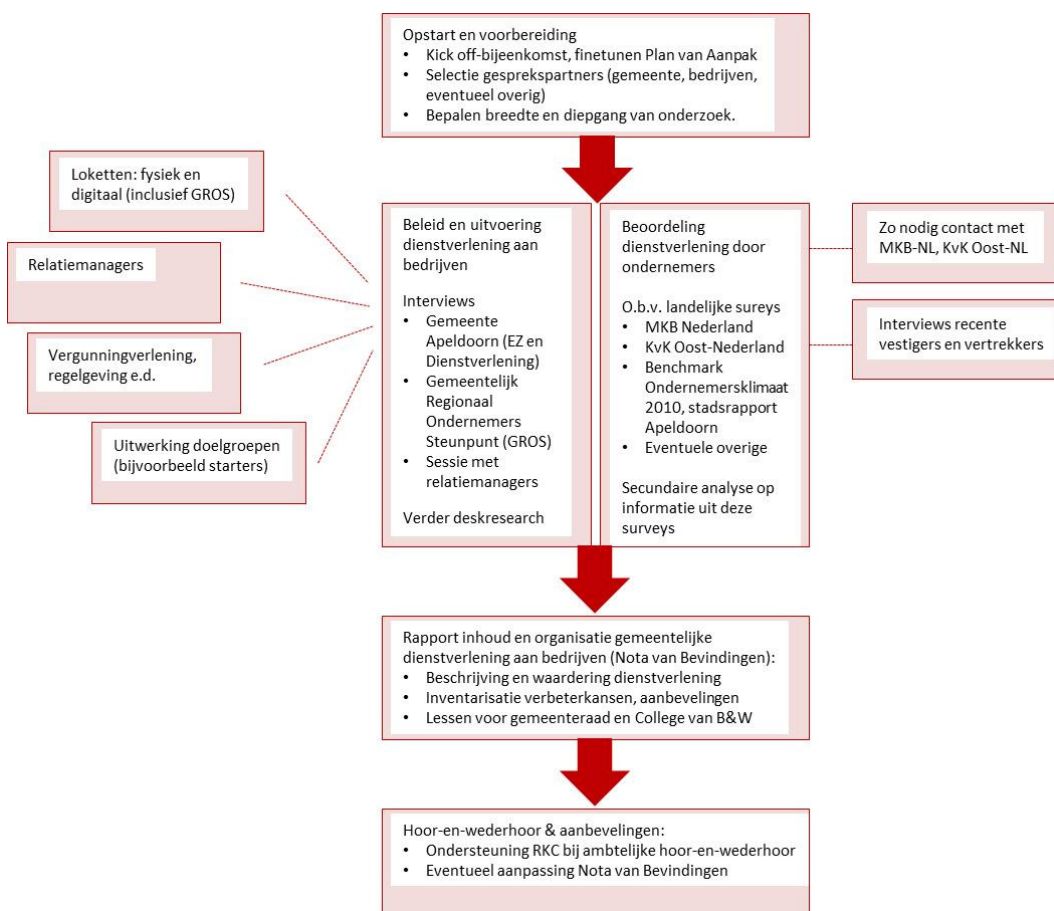 Opstart en voorbereiding
• Kick off-bijeenkomst, finetunen Plan van Aanpak
• Selectie gesprekspartners (gemeente, bedrijven,
eventueel overig)
• Bepalen breedte en diepgang van onderzoek.
Loketten: fysiek en
digitaal (inclusief GROS)
Relatiemanagers
Vergunningverlening,
regelgeving e.d.
Uitwerking doelgroepen
(bijvoorbeeld starters)
Beleid en uitvoering
dienstverlening aan
bedrijven
Interviews
• Gemeente
Apeldoorn (EZ en
Dienstverlening)
• Gemeentelijk
Regionaal
Ondernemers
Steunpunt (GROS)
• Sessie met
relatiemanagers
Verder deskresearch
Beoordeling
dienstverlening door
ondernemers
O.b.v. landelijke sureys
• MKB Nederland
• KvK Oost-Nederland
• Benchmark
Ondernemersklimaat
2010, stadsrapport
Apeldoorn
• Eventuele overige
Secundaire analyse op
informatie uit deze
surveys
Zo nodig contact met
MKB-NL, KvK Oost-NL
Interviews recente
vestigers en vertrekkers
Rapport inhoud en organisatie gemeentelijke
dienstverlening aan bedrijven (Nota van Bevindingen):
• Beschrijving en waardering dienstverlening
• Inventarisatie verbeterkansen, aanbevelingen
• Lessen voor gemeenteraad en College van B&W
Hoor-en-wederhoor & aanbevelingen:
• Ondersteuning RKC bij ambtelijke hoor-en-wederhoor
• Eventueel aanpassing Nota van Bevindingen